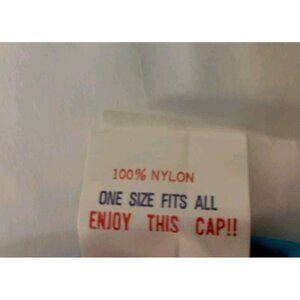 100% NYLON
ONE SIZE FITS ALL
ENJOY THIS CAP!!